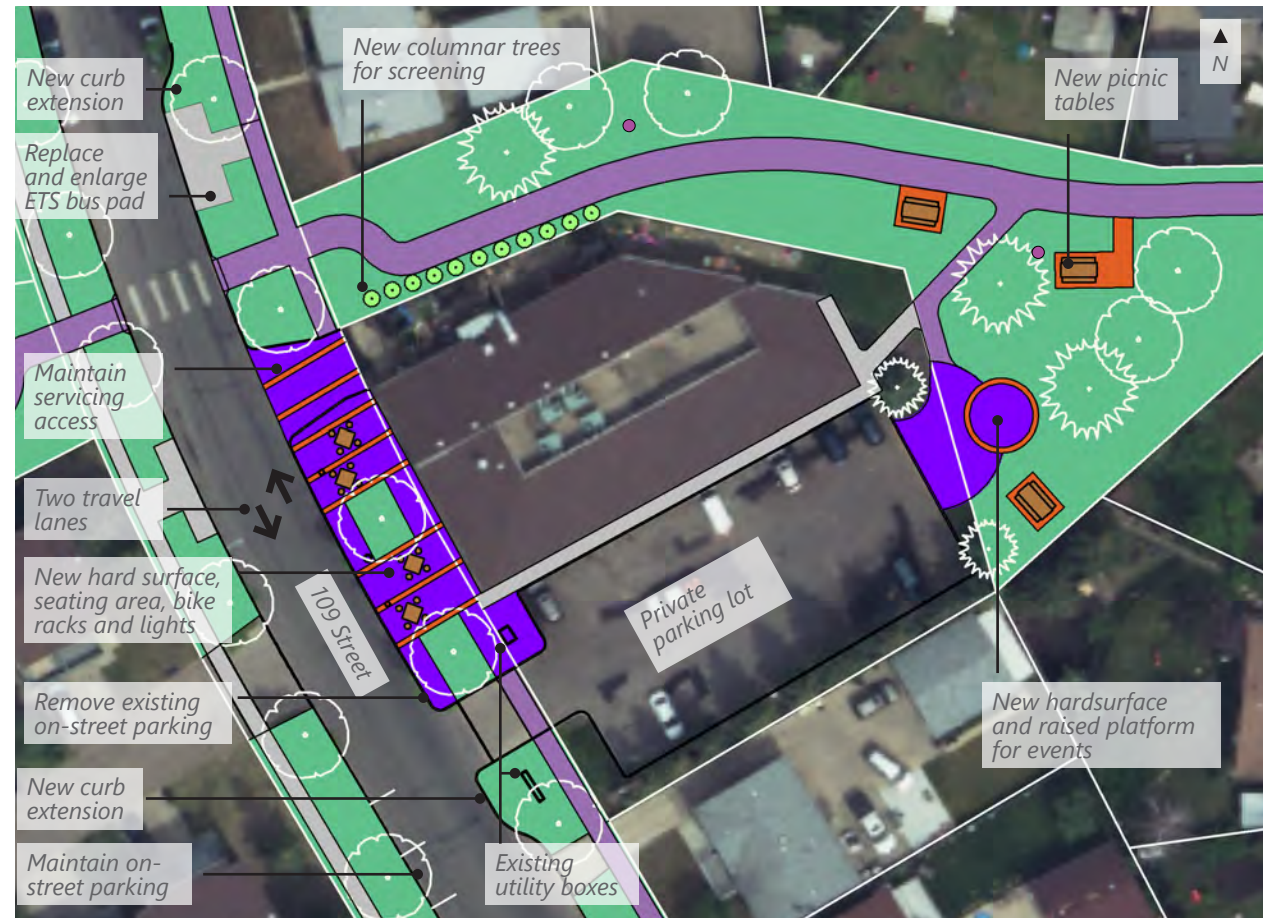 New columnar trees
for screening
▲
N
New curb
extension
New picnic
tables
Replace
and enlarge
ETS bus pad
Maintain
servicing
access
Two travel
lanes
New hard surface,
seating area, bike
racks and lights
109 Street
Private
parking lot
Remove existing
on-street parking
New hardsurface
and raised platform
for events
New curb
extension
Maintain on-
street parking
Existing
utility boxes